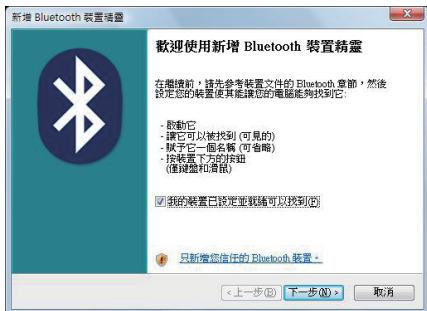 新增 Bluetooth 裝置精靈
歡迎使用新增 Bluetooth 裝置精靈
在繼續前，請先參考裝置文件的 Bluetooth 章節，然後
設定您的裝置使其能讓您的電腦能夠找到它:
- 啟動它
- 讓它可以被找到 (可見的)
- 賦予它一個名稱 (可省略)
- 按裝置下方的按鈕
(僅鍵盤和滑鼠)
我的裝置已設定並就緒可以找到(F)
只新增您信任的 Bluetooth 裝置。
<上一步(B) 下一步(N)> 取消